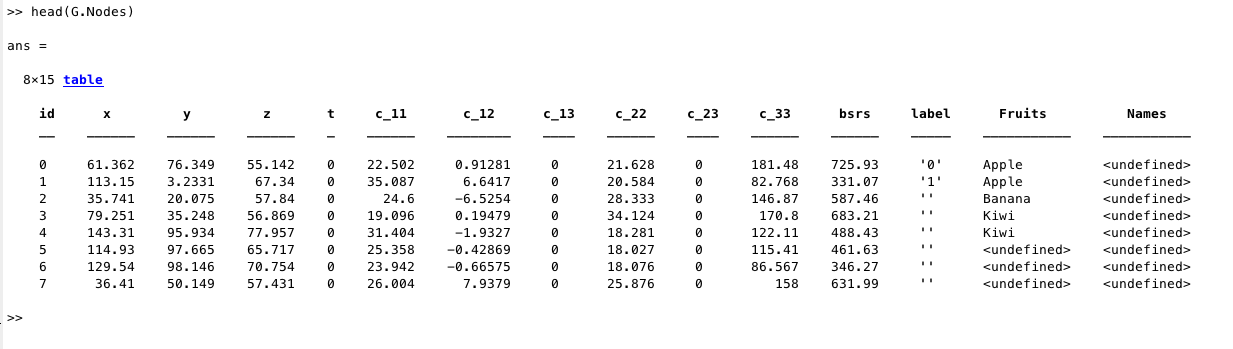 >> head(G.Nodes)
ans =
8×15 table
id x y z t c_11 c_12 c_13 c_22 c_23 c_33 bsrs label Fruits Names
0 61.362 76.349 55.142 0 22.502 0.91281 0 21.628 0 181.48 725.93 '0' Apple <undefined>
1 113.15 3.2331 67.34 0 35.087 6.6417 0 20.584 0 82.768 331.07 '1' Apple <undefined>
2 35.741 20.075 57.84 0 24.6 −6.5254 0 28.333 0 146.87 587.46 '' Banana <undefined>
3 79.251 35.248 56.869 0 19.096 0.19479 0 34.124 0 170.8 683.21 '' Kiwi <undefined>
4 143.31 95.934 77.957 0 31.404 −1.9327 0 18.281 0 122.11 488.43 '' Kiwi <undefined>
5 114.93 97.665 65.717 0 25.358 −0.42869 0 18.027 0 115.41 461.63 '' <undefined> <undefined>
6 129.54 98.146 70.754 0 23.942 −0.66575 0 18.076 0 86.567 346.27 '' <undefined> <undefined>
7 36.41 50.149 57.431 0 26.004 7.9379 0 25.876 0 158 631.99 '' <undefined> <undefined>
>>